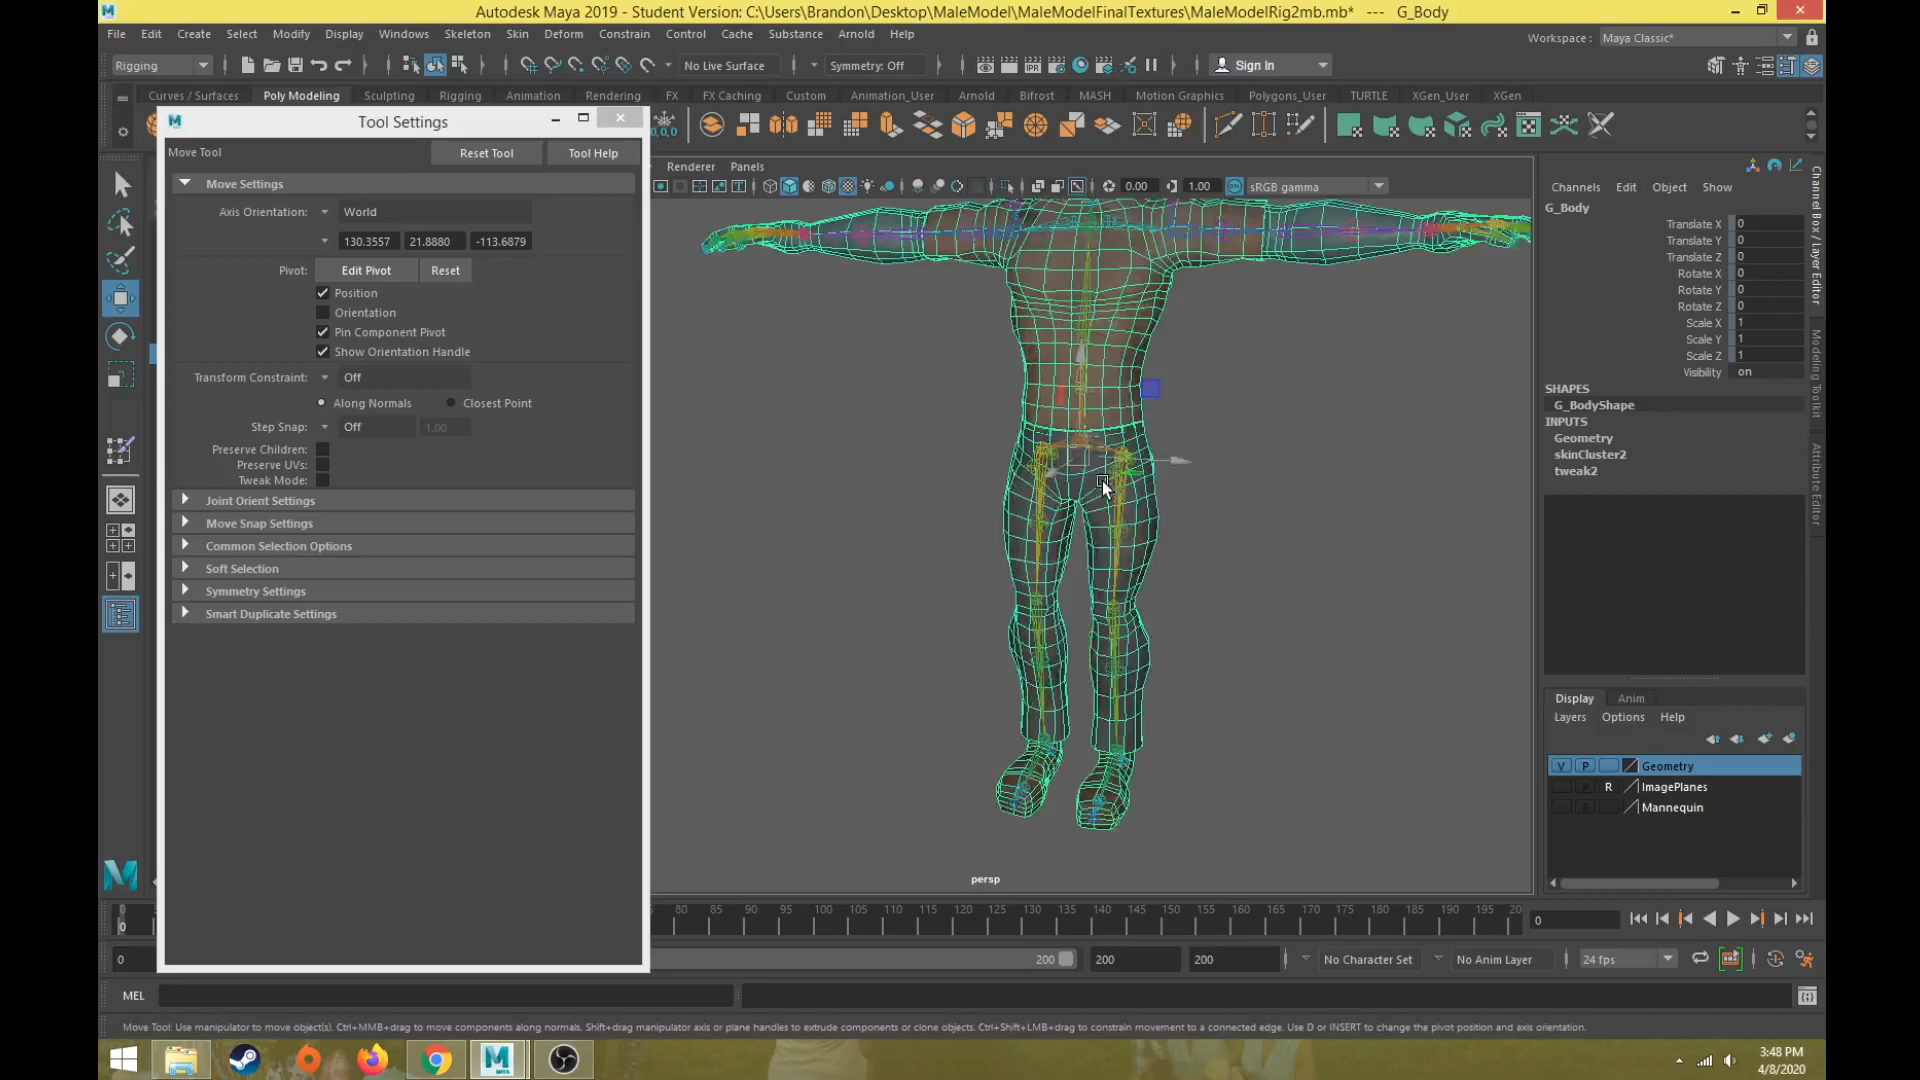 Autodesk Maya 2019 - Student Version: C:\Users\Brandon\Desktop\MaleModel\MaleModelFinalTextures\MaleModelRig2mb.mb* --- G_Body
File Edit Create Select Modify Display Windows Skeleton Skin Deform Constrain Control Cache Substance Arnold Help
Workspace : Maya Classic*
Rigging No Live Surface Symmetry: Off Sign In
Curves / Surfaces Poly Modeling Sculpting Rigging Animation Rendering FX FX Caching Custom Animation_User Arnold Bifrost MASH Motion Graphics Polygons_User TURTLE XGen_User XGen
Tool Settings
Move Tool Reset Tool Tool Help
Move Settings
Axis Orientation: World
130.3557 21.8880 -113.6879
Pivot: Edit Pivot Reset
Position
Orientation
Pin Component Pivot
Show Orientation Handle
Transform Constraint: Off
Along Normals Closest Point
Step Snap: Off 1.00
Preserve Children:
Preserve UVs:
Tweak Mode:
Joint Orient Settings
Move Snap Settings
Common Selection Options
Soft Selection
Symmetry Settings
Smart Duplicate Settings
Renderer Panels
0.00 1.00 sRGB gamma
persp
Channels Edit Object Show
G_Body
Translate X 0
Translate Y 0
Translate Z 0
Rotate X 0
Rotate Y 0
Rotate Z 0
Scale X 1
Scale Y 1
Scale Z 1
Visibility on
SHAPES
G_BodyShape
INPUTS
Geometry
skinCluster2
tweak2
Channel Box / Layer Editor
Modeling Toolkit
Attribute Editor
Display Anim
Layers Options Help
V P Geometry
R ImagePlanes
Mannequin
0 80 85 90 95 100 105 110 115 120 125 130 135 140 145 150 155 160 165 170 175 180 185 190 195 20
0 0
0 200 200 200 No Character Set No Anim Layer 24 fps
MEL
Move Tool: Use manipulator to move object(s). Ctrl+MMB+drag to move components along normals. Shift+drag manipulator axis or plane handles to extrude components or clone objects. Ctrl+Shift+LMB+drag to constrain movement to a connected edge. Use D or INSERT to change the pivot position and axis orientation.
3:48 PM
4/8/2020